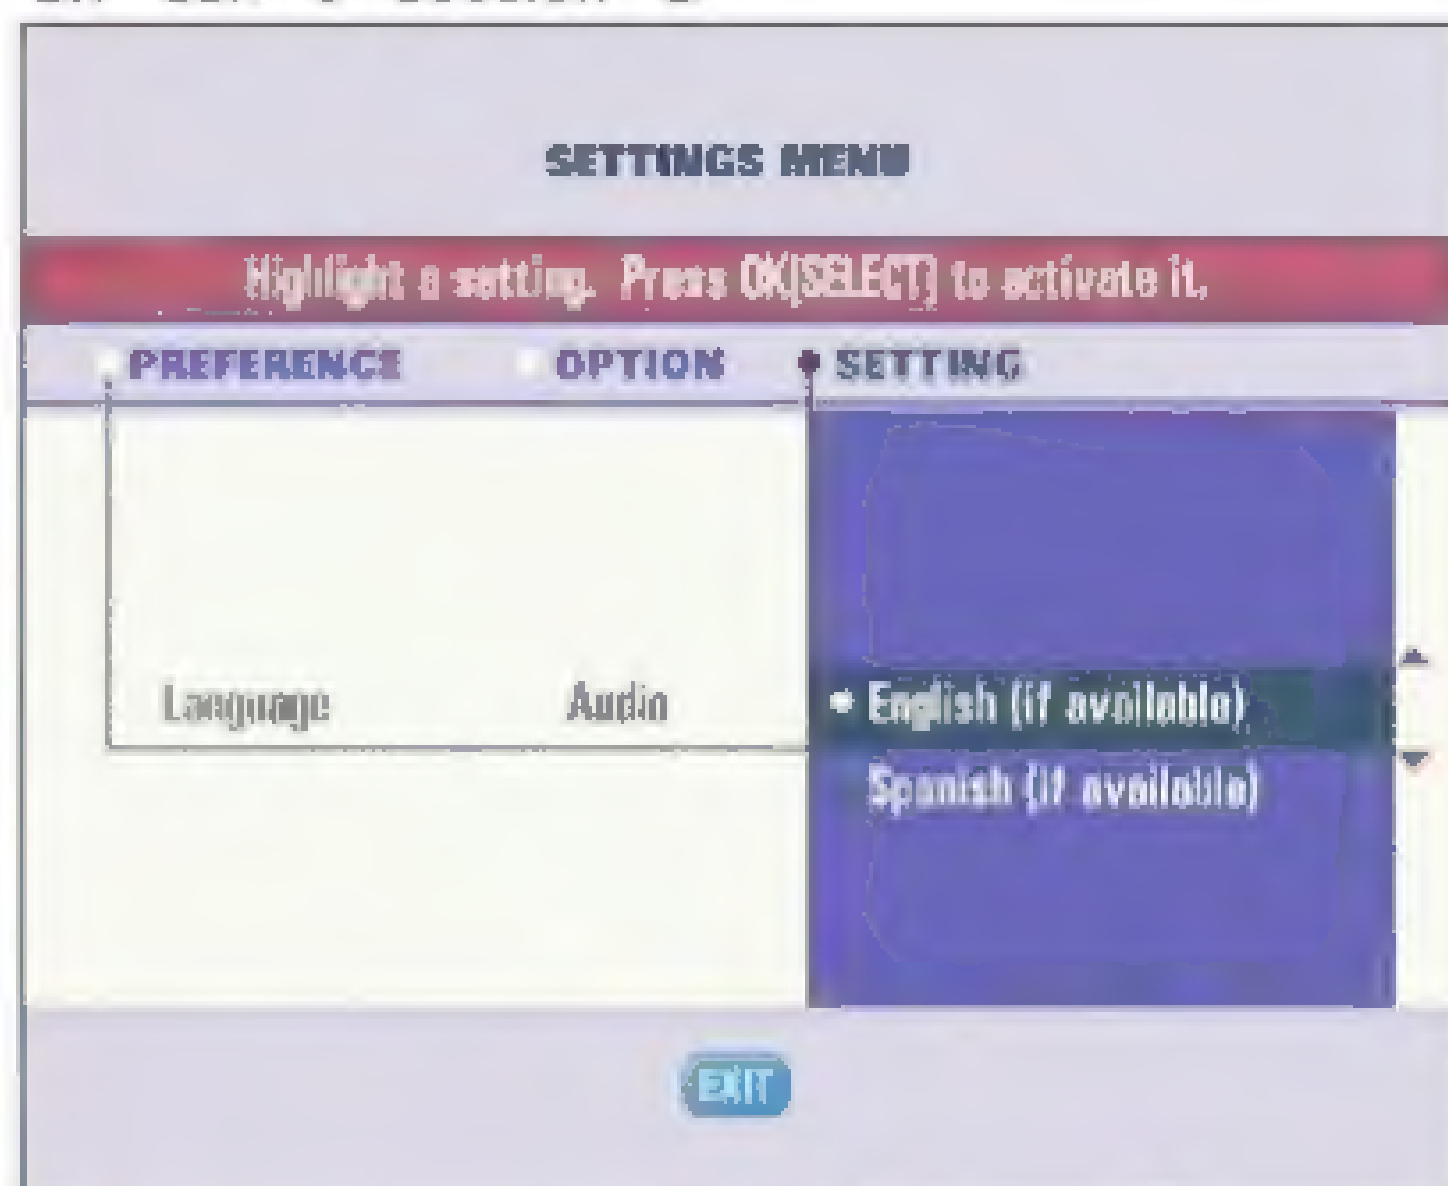 SETTINGS MENU
Highlight a setting. Press OK(SELECT) to activate it.
PREFERENCE OPTION SETTING
Language Audio English (if available)
Spanish (if available)
EXIT